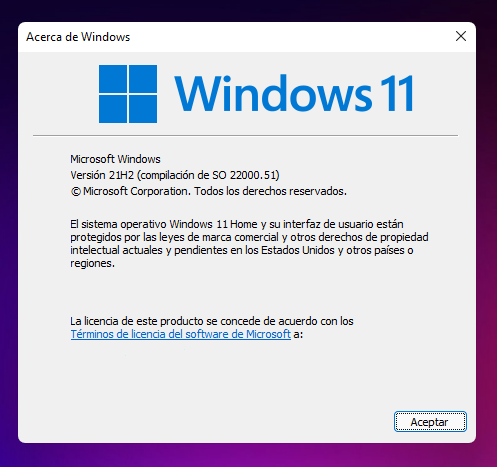 Acerca de Windows
Windows 11
Microsoft Windows
Versión 21H2 (compilación de SO 22000.51)
© Microsoft Corporation. Todos los derechos reservados.
El sistema operativo Windows 11 Home y su interfaz de usuario están
protegidos por las leyes de marca comercial y otros derechos de propiedad
intelectual actuales y pendientes en los Estados Unidos y otros países o
regiones.
La licencia de este producto se concede de acuerdo con los
Términos de licencia del software de Microsoft a:
Aceptar